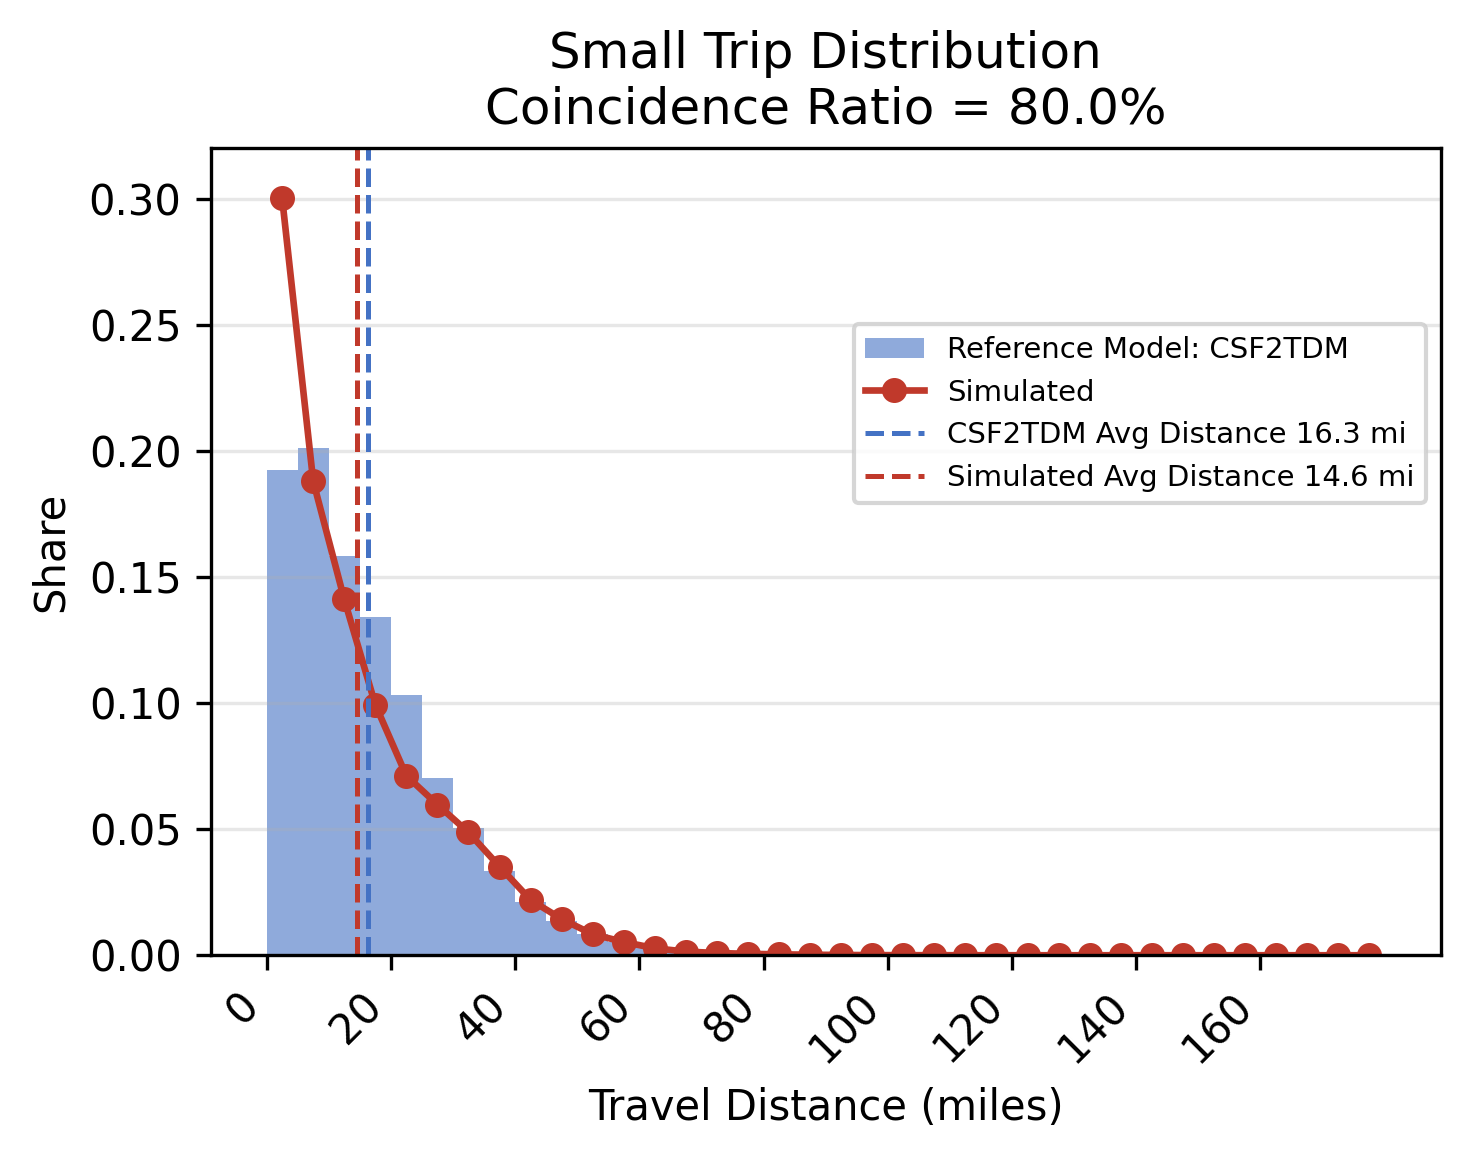 Small Trip Distribution
Coincidence Ratio = 80.0%
0.30
0.25
0.20
0.15
0.10
0.05
0.00
Share
Reference Model: CSF2TDM
Simulated
CSF2TDM Avg Distance 16.3 mi
Simulated Avg Distance 14.6 mi
0
20
40
60
80
100
120
140
160
Travel Distance (miles)